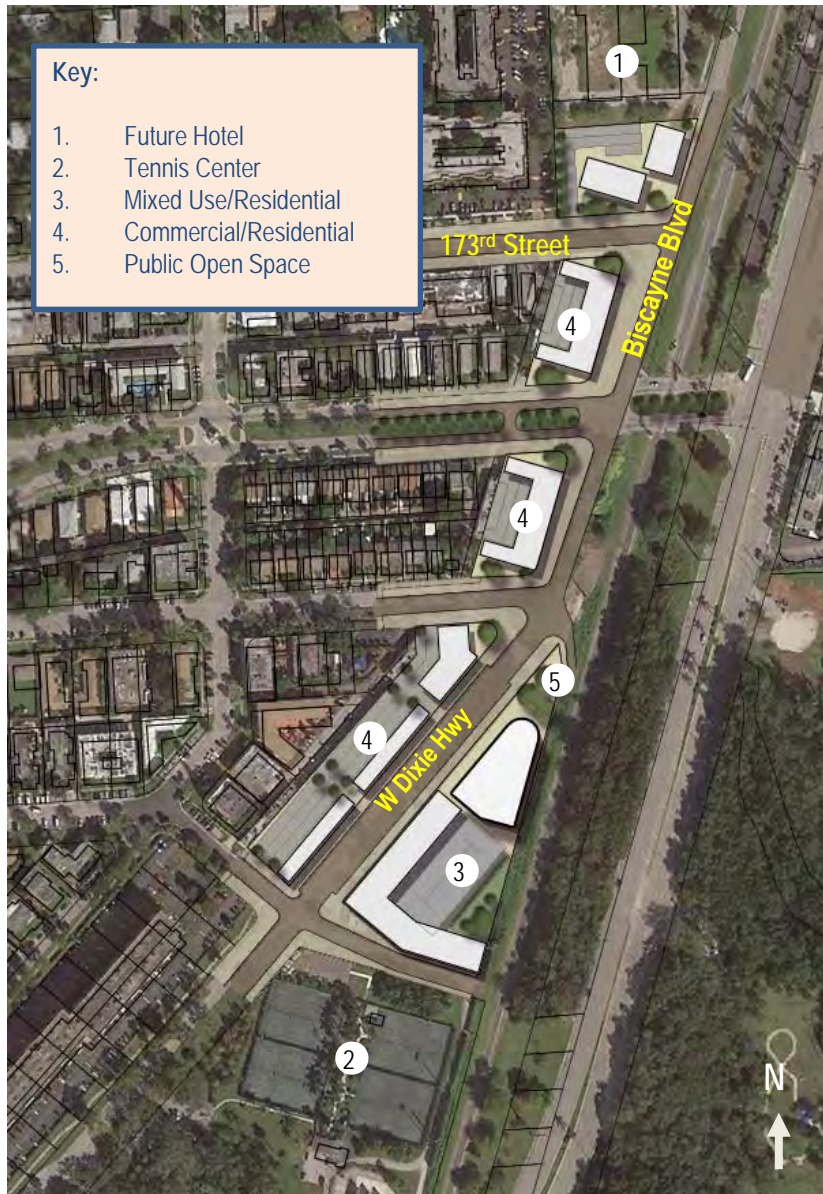 Key:
1. Future Hotel
2. Tennis Center
3. Mixed Use/Residential
4. Commercial/Residential
5. Public Open Space
1
173rd Street
Biscayne Blvd
4
4
5
4
W Dixie Hwy
3
2
N